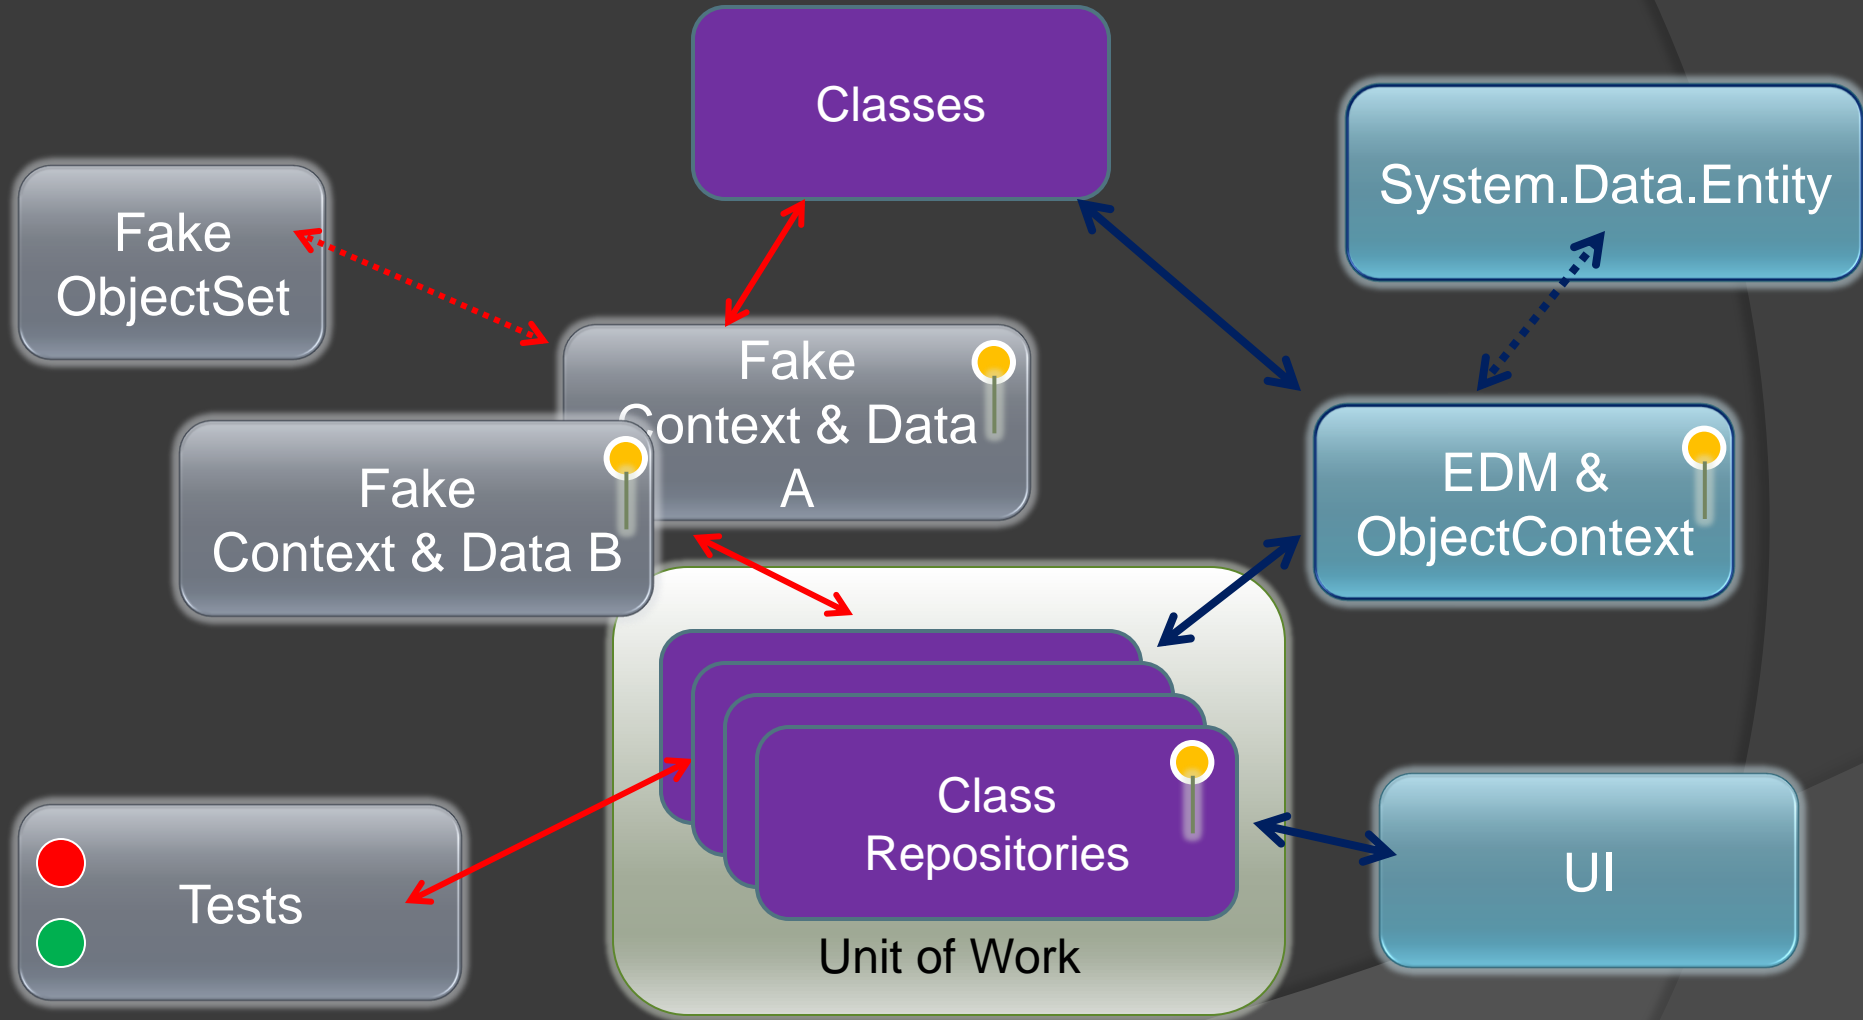 Classes
System.Data.Entity
Fake
ObjectSet
Fake
Context & Data
A
Fake
Context & Data B
EDM &
ObjectContext
Class
Repositories
Unit of Work
Tests
UI